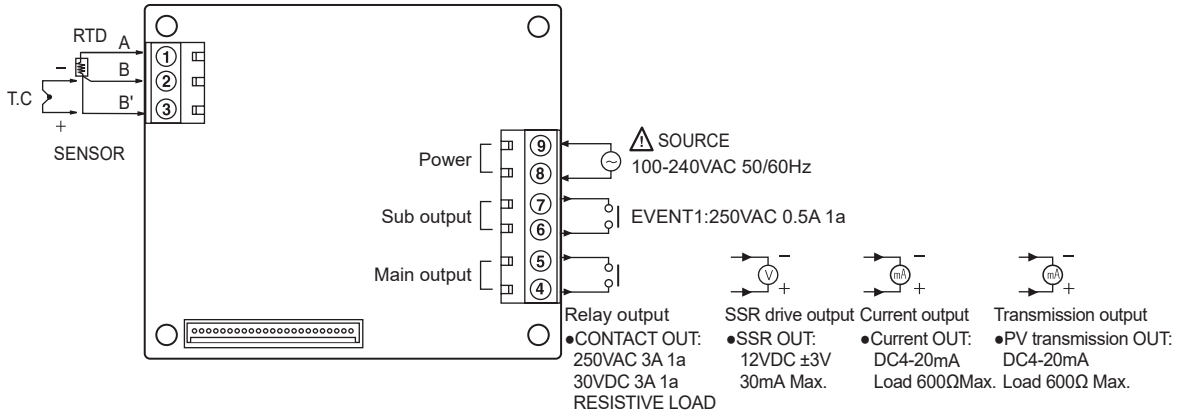 RTD
A
B
B'
−
T.C
+
SENSOR
1
2
3
Power
9
8
⚠ SOURCE
100-240VAC 50/60Hz
Sub output
7
6
EVENT1:250VAC 0.5A 1a
Main output
5
4
−
V
+
−
mA
+
−
mA
+
Relay output
●CONTACT OUT:
250VAC 3A 1a
30VDC 3A 1a
RESISTIVE LOAD
SSR drive output
●SSR OUT:
12VDC ±3V
30mA Max.
Current output
●Current OUT:
DC4-20mA
Load 600ΩMax.
Transmission output
●PV transmission OUT:
DC4-20mA
Load 600Ω Max.